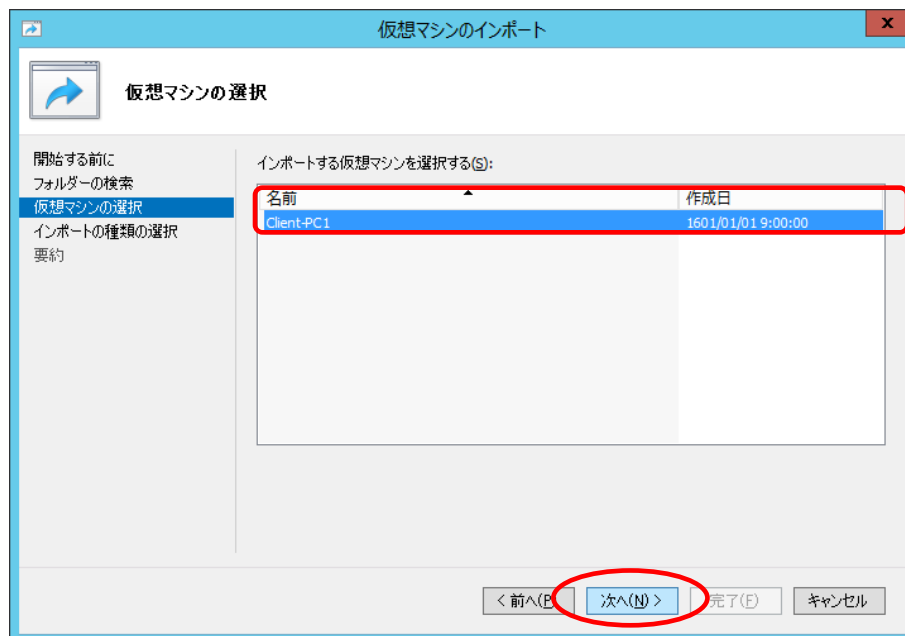 仮想マシンのインポート
x
仮想マシンの選択
開始する前に
フォルダーの検索
仮想マシンの選択
インポートの種類の選択
要約
インポートする仮想マシンを選択する(S):
名前 作成日
Client-PC1 1601/01/01 9:00:00
< 前へ(P 次へ(N) > 完了(F) キャンセル